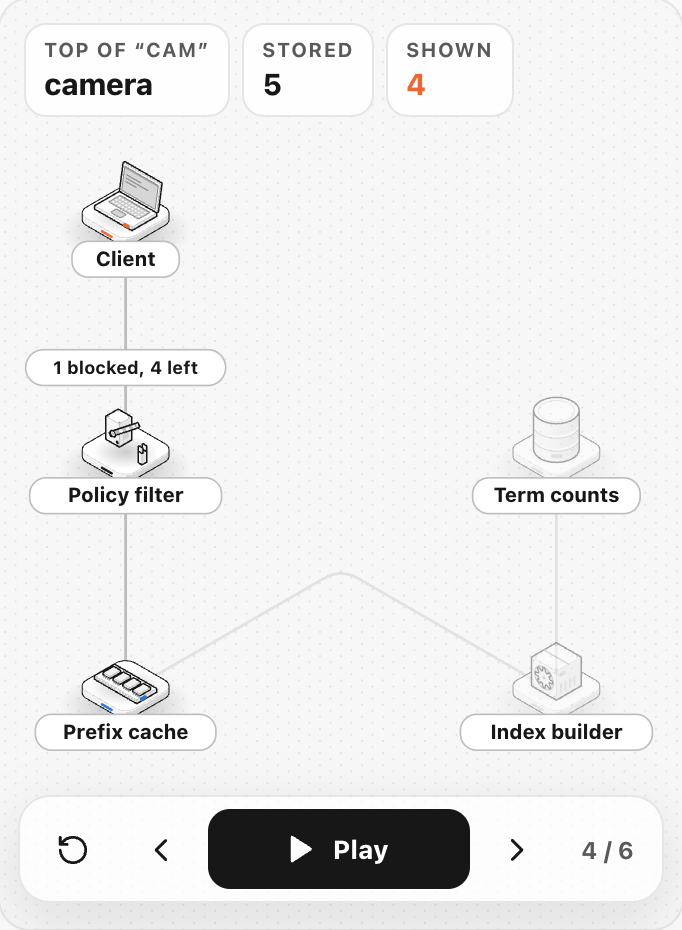 TOP OF “CAM”
camera
STORED
5
SHOWN
4
Client
1 blocked, 4 left
Policy filter
Term counts
Prefix cache
Index builder
Play
4 / 6